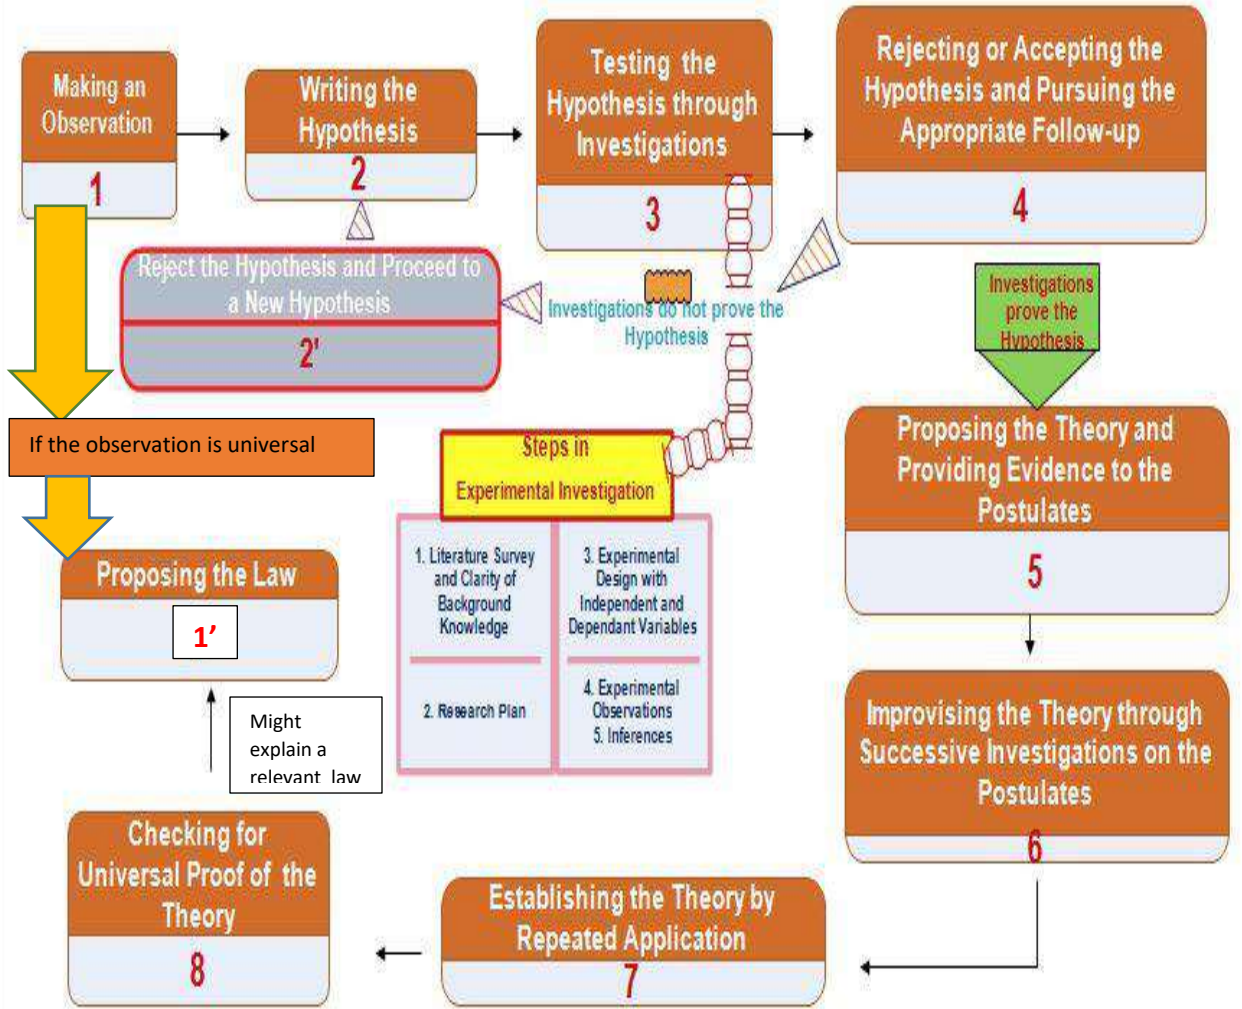 Making an
Observation
1
Writing the
Hypothesis
2
Testing the
Hypothesis through
Investigations
3
Rejecting or Accepting the
Hypothesis and Pursuing the
Appropriate Follow-up
4
Reject the Hypothesis and Proceed to
a New Hypothesis
2'
Investigations do not prove the
Hypothesis
Investigations
prove the
Hypothesis
If the observation is universal
Proposing the Law
1’
Steps in
Experimental Investigation
1. Literature Survey
and Clarity of
Background
Knowledge
2. Research Plan
3. Experimental
Design with
Independent and
Dependant Variables
4. Experimental
Observations
5. Inferences
Proposing the Theory and
Providing Evidence to the
Postulates
5
Improvising the Theory through
Successive Investigations on the
Postulates
6
Might
explain a
relevant law
Checking for
Universal Proof of the
Theory
8
Establishing the Theory by
Repeated Application
7